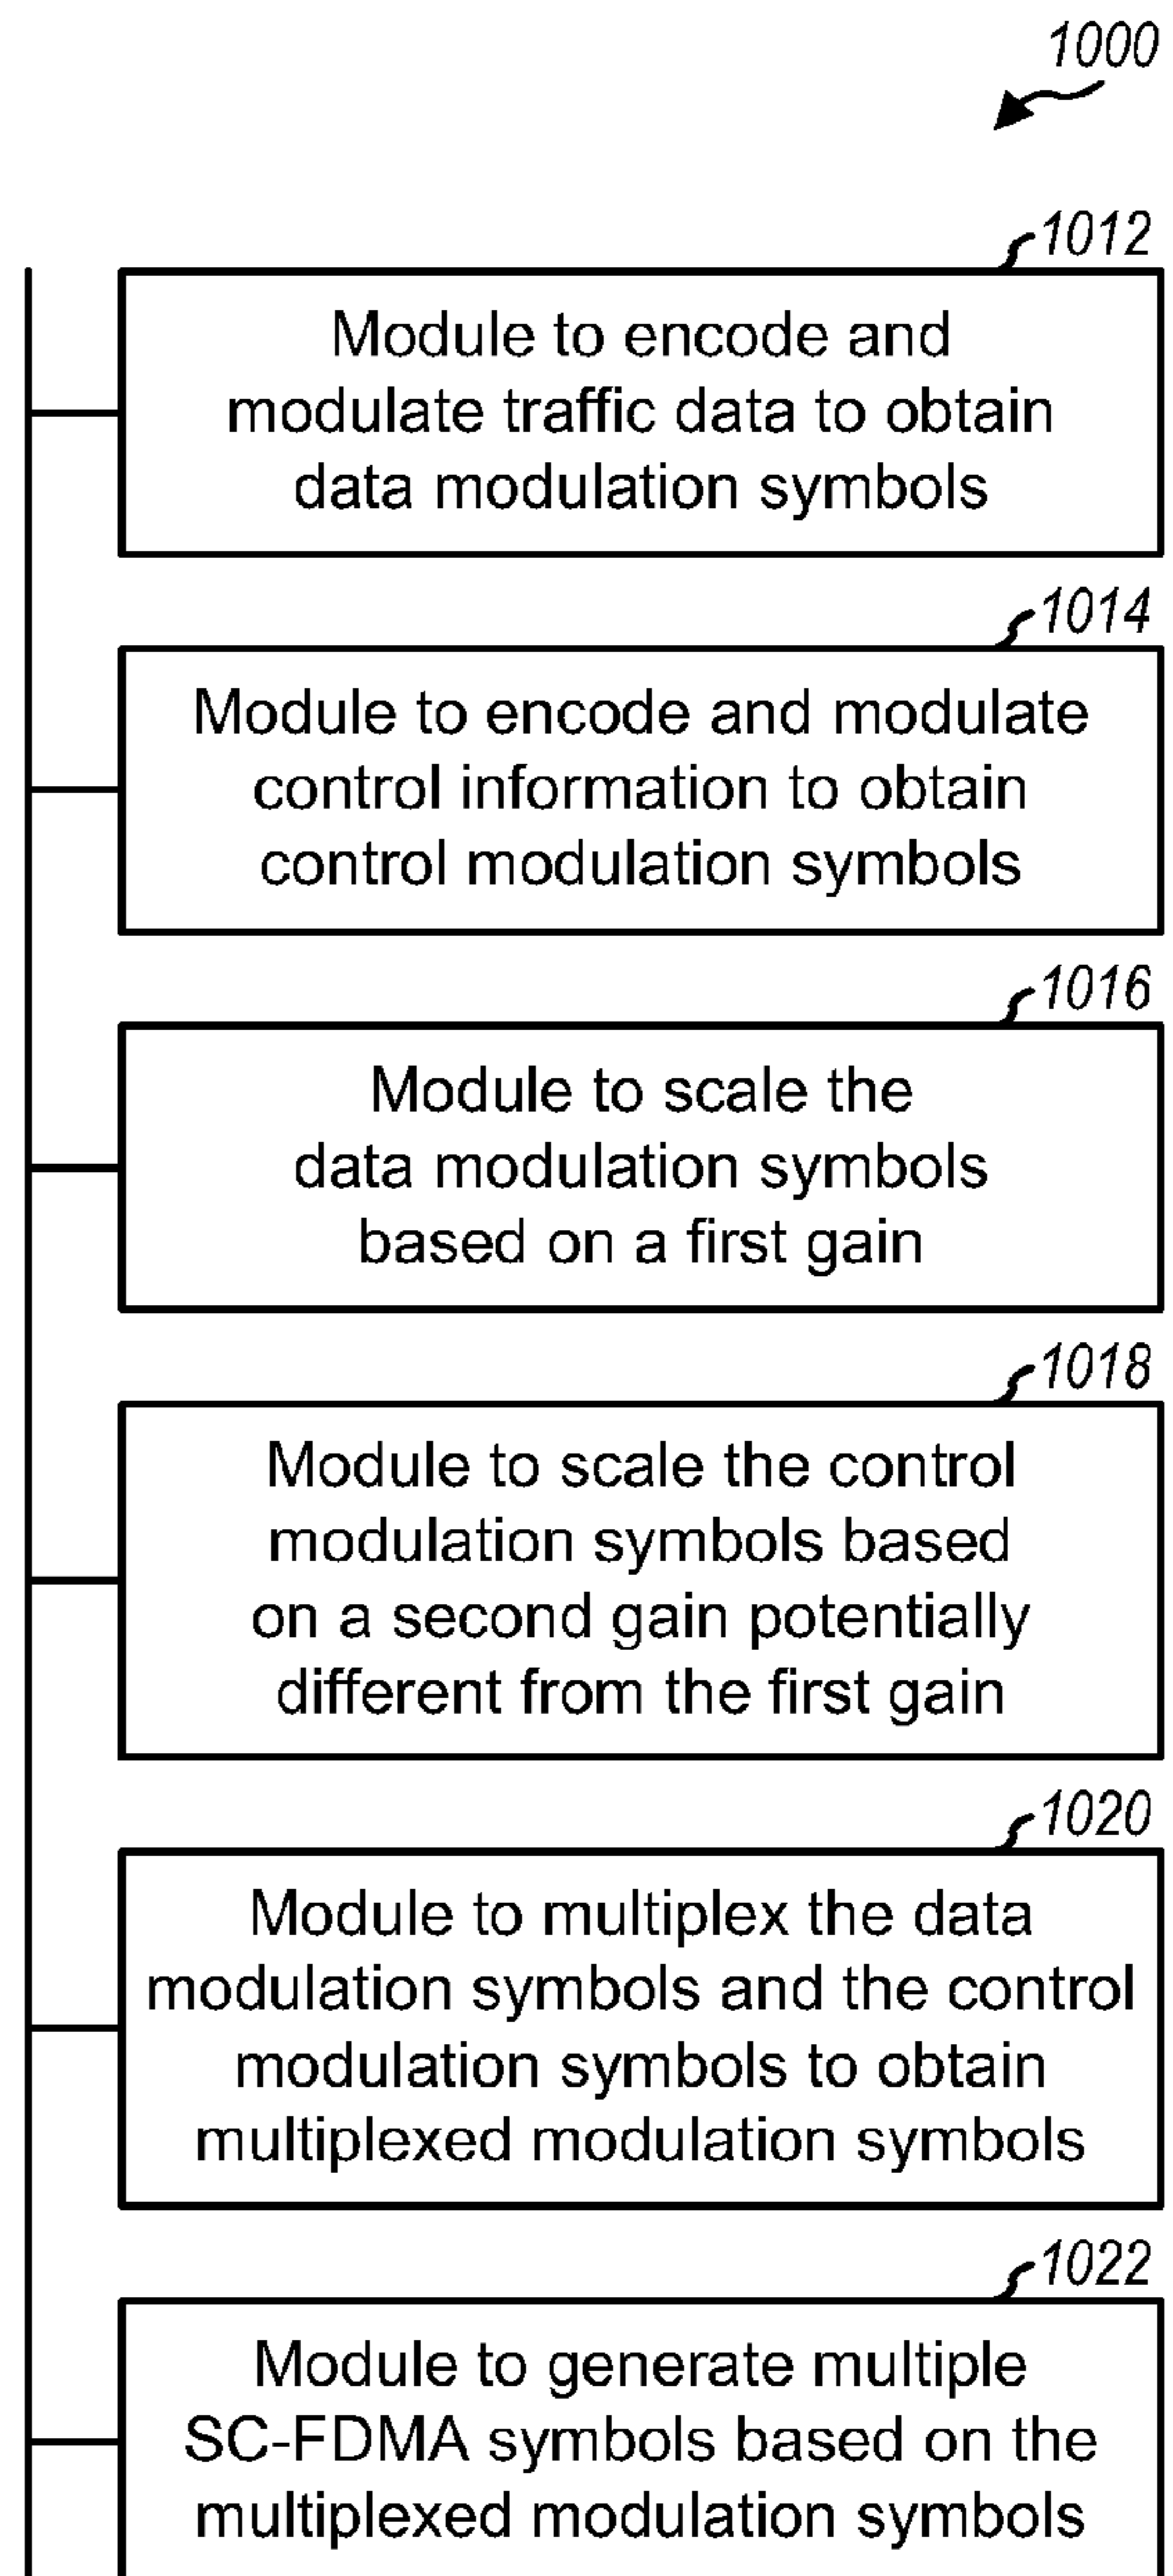 1000
1012
Module to encode and
modulate traffic data to obtain
data modulation symbols
1014
Module to encode and modulate
control information to obtain
control modulation symbols
1016
Module to scale the
data modulation symbols
based on a first gain
1018
Module to scale the control
modulation symbols based
on a second gain potentially
different from the first gain
1020
Module to multiplex the data
modulation symbols and the control
modulation symbols to obtain
multiplexed modulation symbols
1022
Module to generate multiple
SC-FDMA symbols based on the
multiplexed modulation symbols